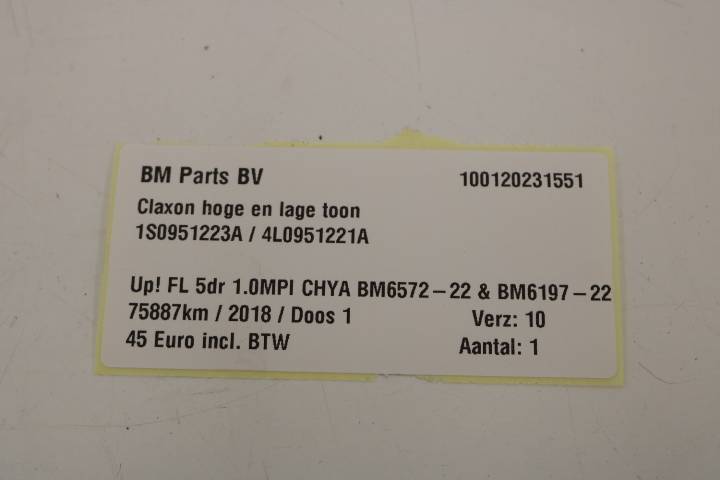 BM Parts BV 100120231551
Claxon hoge en lage toon
1S0951223A / 4L0951221A
Up! FL 5dr 1.0MPI CHYA BM6572-22 & BM6197-22
75887km / 2018 / Doos 1 Verz: 10
45 Euro incl. BTW Aantal: 1